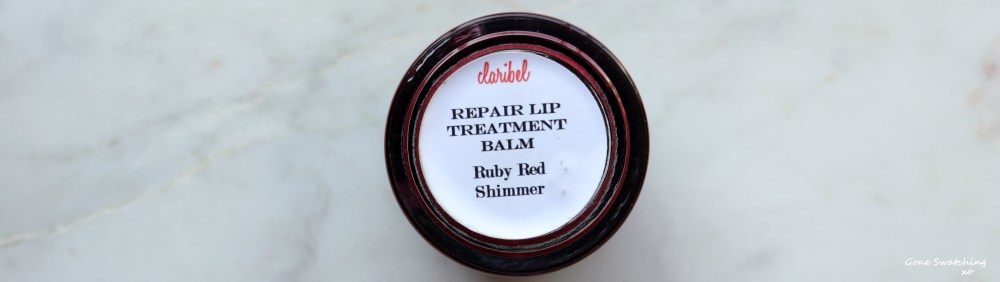 claribel
REPAIR LIP
TREATMENT
BALM
Ruby Red
Shimmer
Gone Swatching
xo